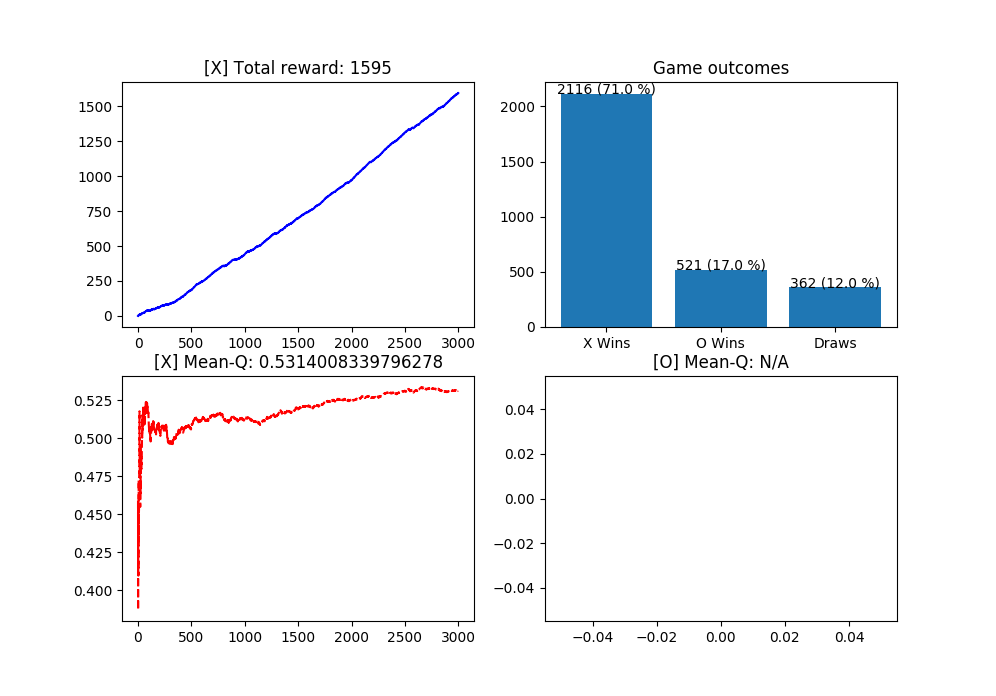 [X] Total reward: 1595
1500
1250
1000
750
500
250
0
0 500 1000 1500 2000 2500 3000
Game outcomes
2000
1500
1000
500
0
2116 (71.0 %)
521 (17.0 %)
362 (12.0 %)
X Wins O Wins Draws
[X] Mean-Q: 0.5314008339796278
0.525
0.500
0.475
0.450
0.425
0.400
0 500 1000 1500 2000 2500 3000
[O] Mean-Q: N/A
0.04
0.02
0.00
−0.02
−0.04
−0.04 −0.02 0.00 0.02 0.04